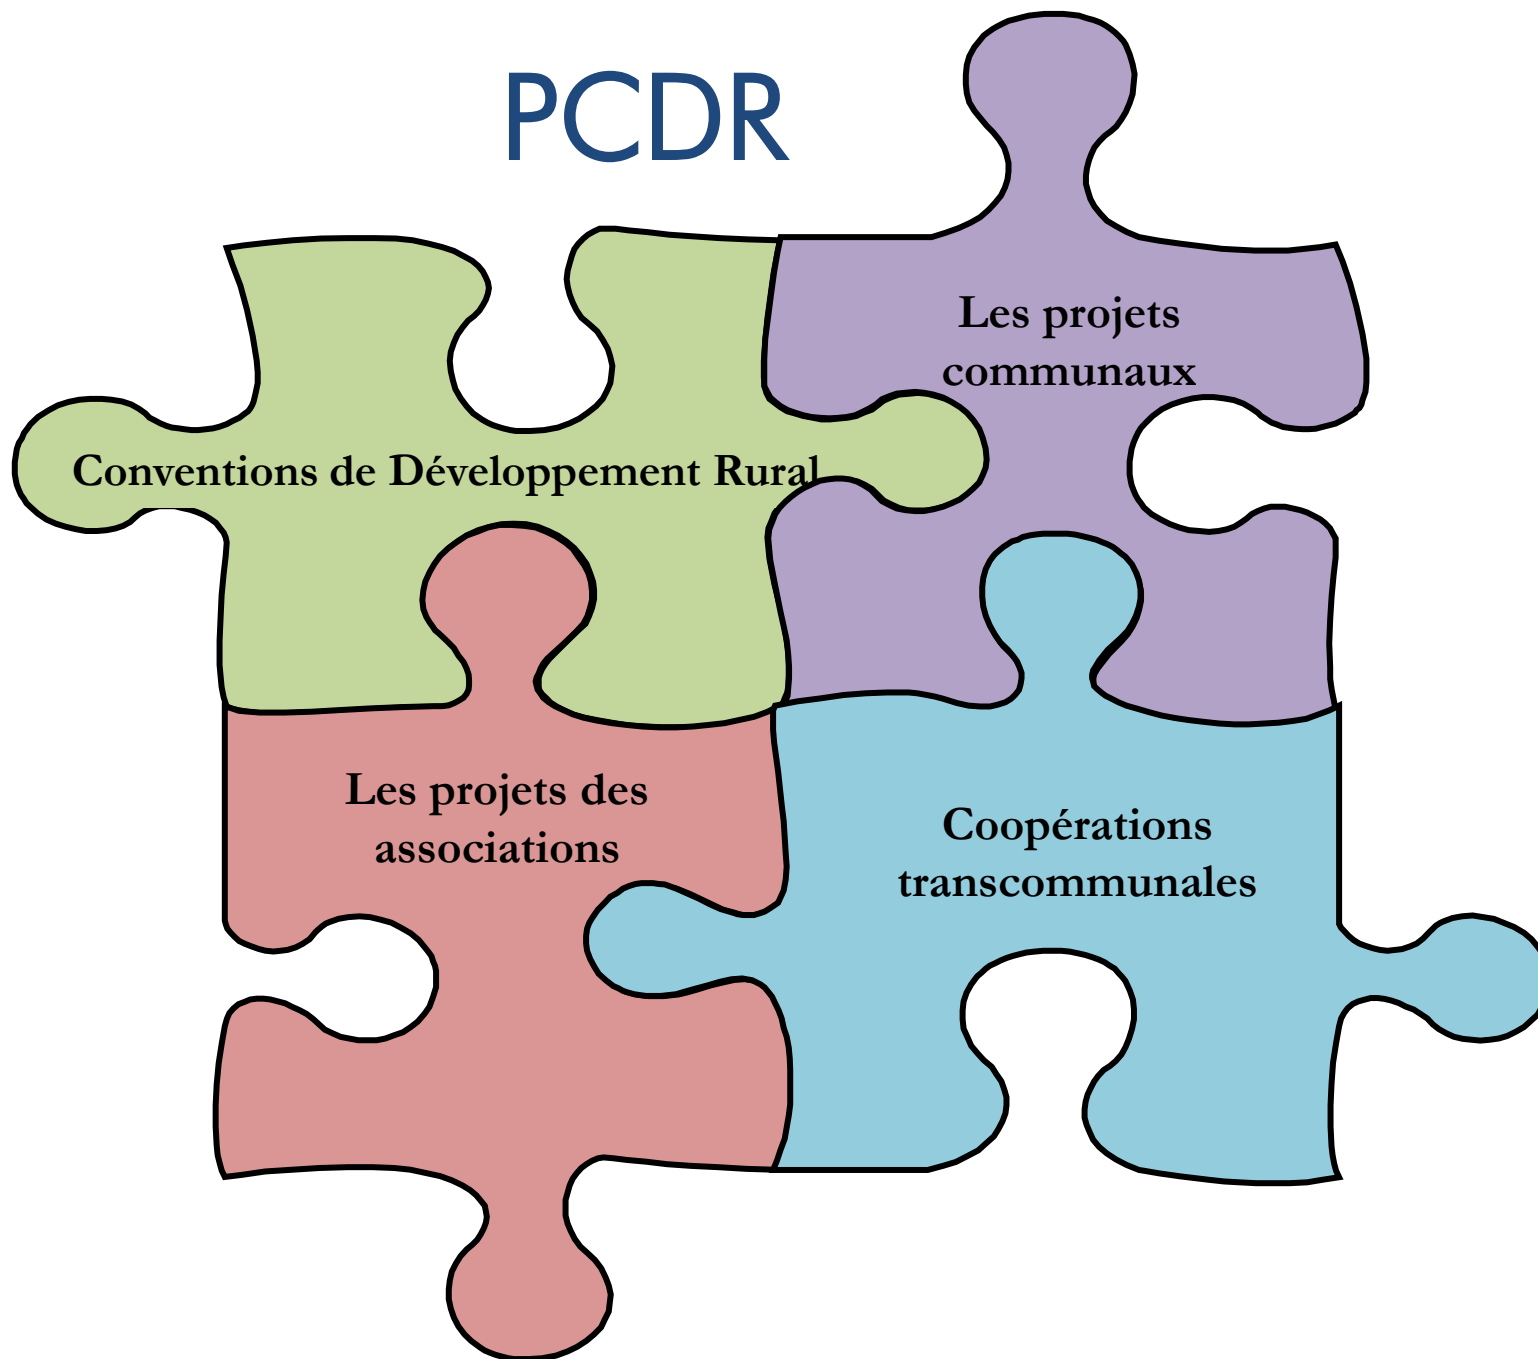 PCDR
Les projets
communaux
Conventions de Développement Rural
Les projets des
associations
Coopérations
transcommunales